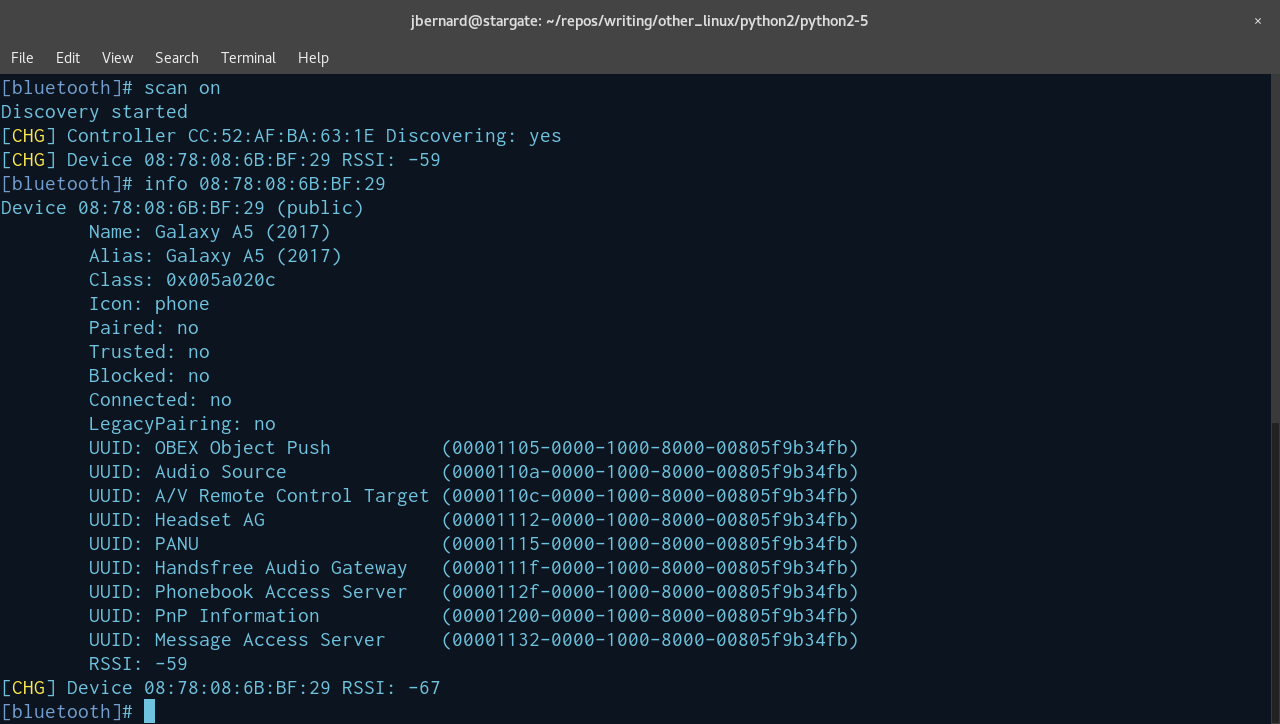 jbernard@stargate: ~/repos/writing/other_linux/python2/python2-5 ×
File Edit View Search Terminal Help
[bluetooth]# scan on
Discovery started
[CHG] Controller CC:52:AF:BA:63:1E Discovering: yes
[CHG] Device 08:78:08:6B:BF:29 RSSI: -59
[bluetooth]# info 08:78:08:6B:BF:29
Device 08:78:08:6B:BF:29 (public)
Name: Galaxy A5 (2017)
Alias: Galaxy A5 (2017)
Class: 0x005a020c
Icon: phone
Paired: no
Trusted: no
Blocked: no
Connected: no
LegacyPairing: no
UUID: OBEX Object Push (00001105-0000-1000-8000-00805f9b34fb)
UUID: Audio Source (0000110a-0000-1000-8000-00805f9b34fb)
UUID: A/V Remote Control Target (0000110c-0000-1000-8000-00805f9b34fb)
UUID: Headset AG (00001112-0000-1000-8000-00805f9b34fb)
UUID: PANU (00001115-0000-1000-8000-00805f9b34fb)
UUID: Handsfree Audio Gateway (0000111f-0000-1000-8000-00805f9b34fb)
UUID: Phonebook Access Server (0000112f-0000-1000-8000-00805f9b34fb)
UUID: PnP Information (00001200-0000-1000-8000-00805f9b34fb)
UUID: Message Access Server (00001132-0000-1000-8000-00805f9b34fb)
RSSI: -59
[CHG] Device 08:78:08:6B:BF:29 RSSI: -67
[bluetooth]#